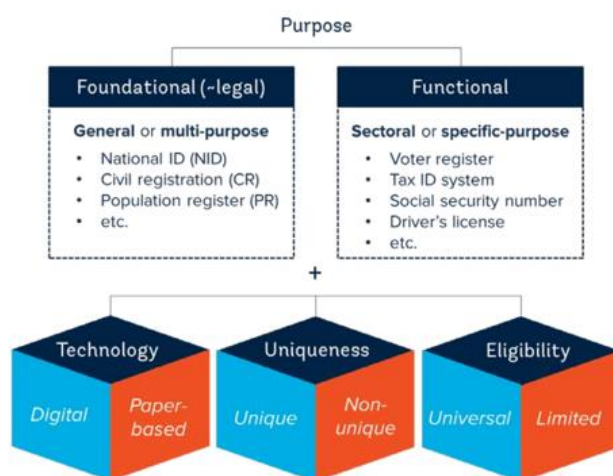 Purpose
Foundational (~legal)
General or multi-purpose
• National ID (NID)
• Civil registration (CR)
• Population register (PR)
• etc.
Functional
Sectoral or specific-purpose
• Voter register
• Tax ID system
• Social security number
• Driver's license
• etc.
+
Technology
Digital
Paper-
based
Uniqueness
Unique
Non-
unique
Eligibility
Universal
Limited